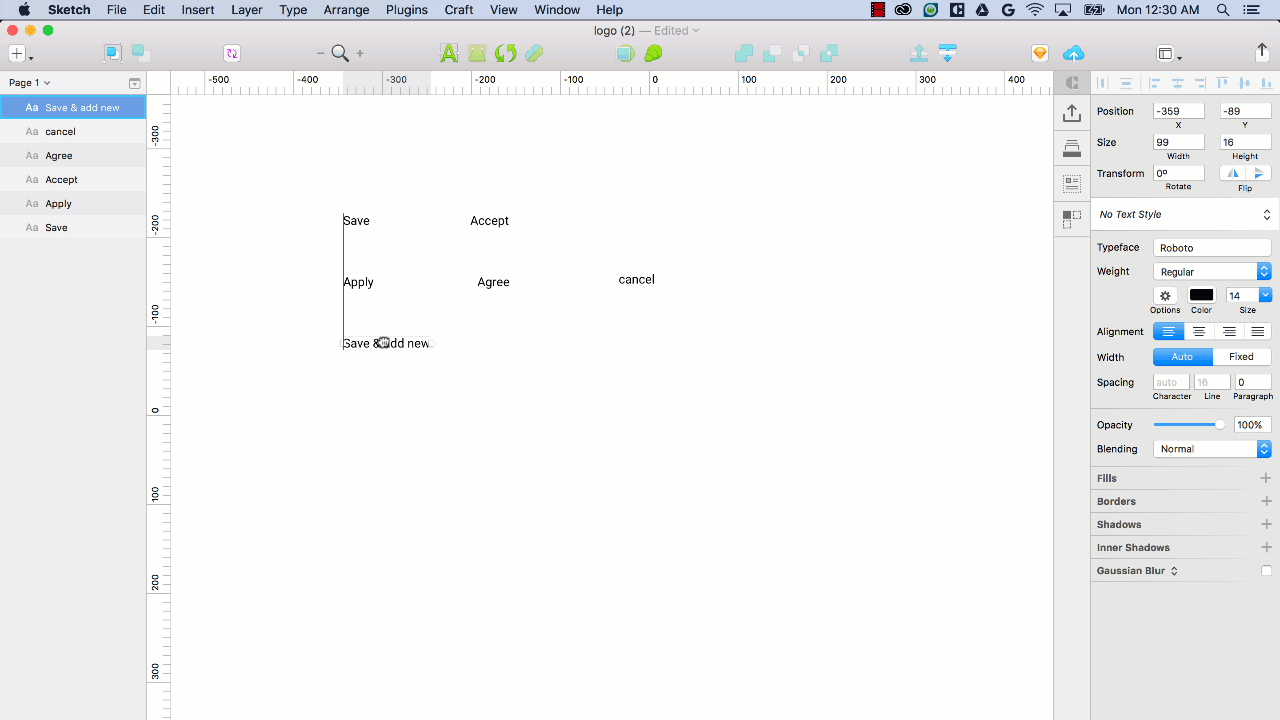 Sketch File Edit Insert Layer Type Arrange Plugins Craft View Window Help Mon 12:30 AM
logo (2) — Edited
Page 1
-500 -400 -300 -200 -100 0 100 200 300 400
Aa Save & add new
Aa cancel
Aa Agree
Aa Accept
Aa Apply
Aa Save
-300
-200
-100
0
100
200
300
Save Accept
Apply Agree cancel
Save & add new
Position -359 -89
X Y
Size 99 16
Width Height
Transform 0º
Rotate Flip
No Text Style
Typeface Roboto
Weight Regular
14
Options Color Size
Alignment
Width Auto Fixed
Spacing auto 16 0
Character Line Paragraph
Opacity 100%
Blending Normal
Fills
Borders
Shadows
Inner Shadows
Gaussian Blur